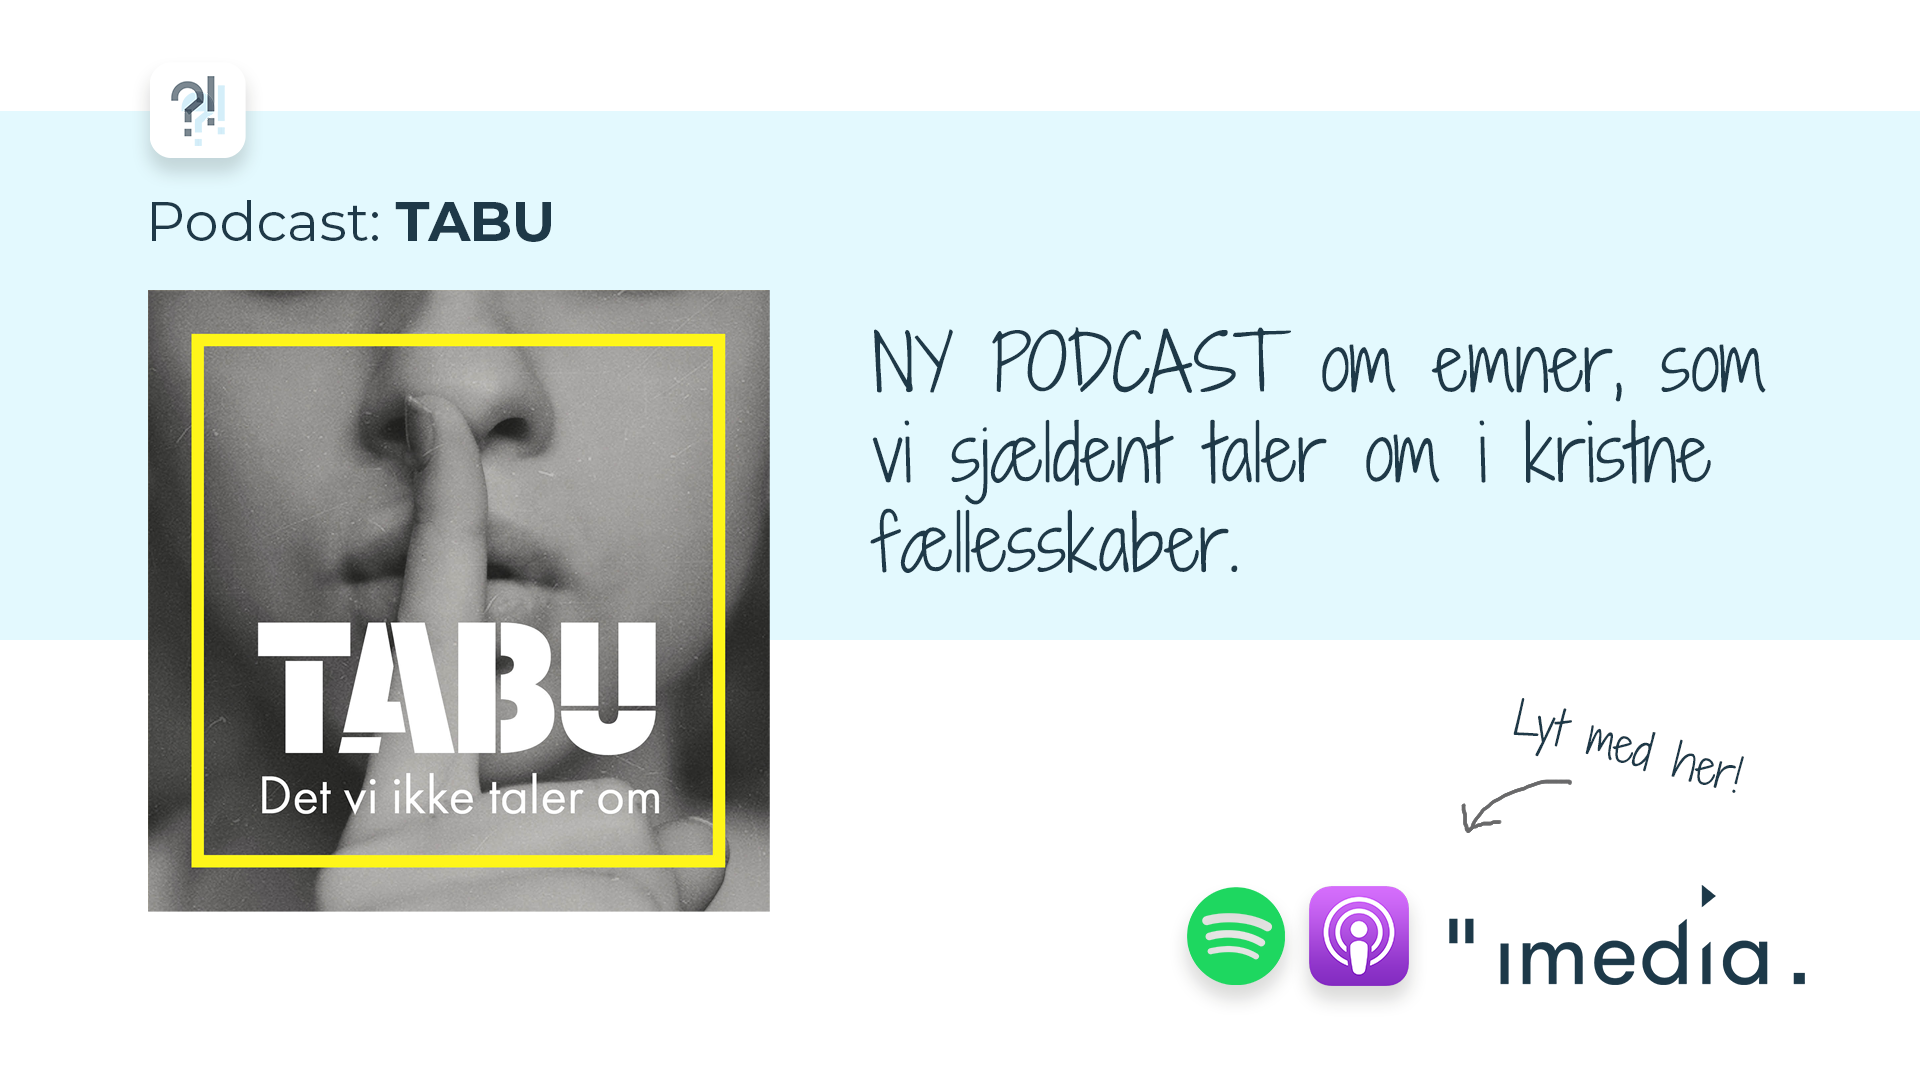 ?!
Podcast: TABU
TABU
Det vi ikke taler om
NY PODCAST om emner, som
vi sjældent taler om i kristne
fællesskaber.
Lyt med her!
" ımedia .